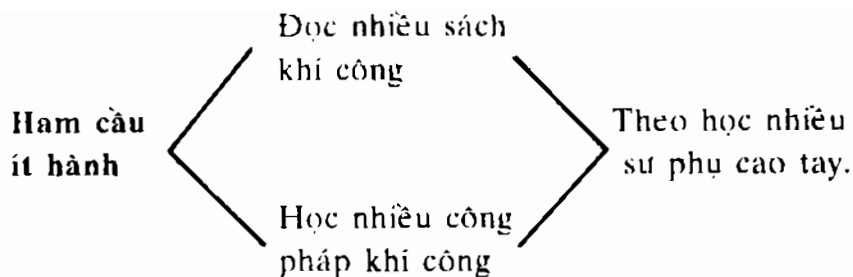 Đọc nhiều sách
khí công
Ham cầu
ít hành
Theo học nhiều
sư phụ cao tay.
Học nhiều công
pháp khí công